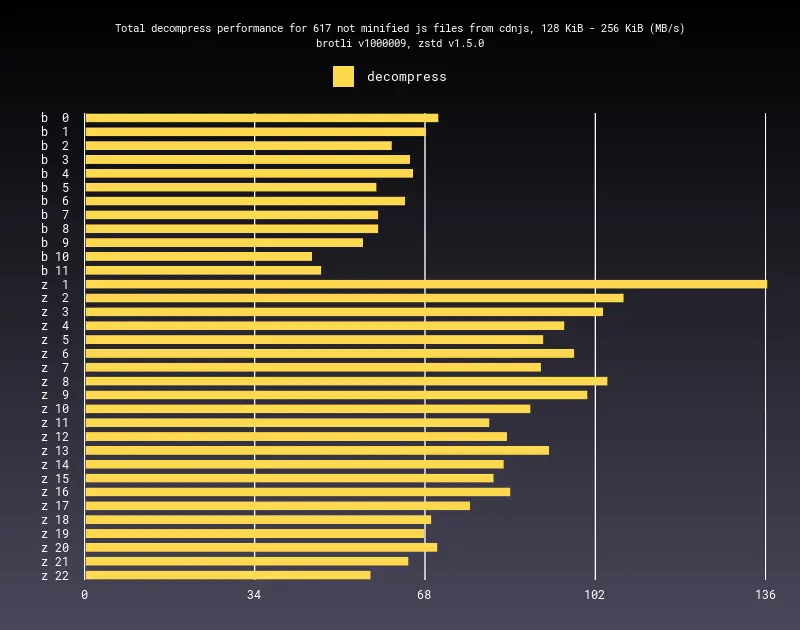 Total decompress performance for 617 not minified js files from cdnjs, 128 KiB - 256 KiB (MB/s)
brotli v1000009, zstd v1.5.0
decompress
b 0
b 1
b 2
b 3
b 4
b 5
b 6
b 7
b 8
b 9
b 10
b 11
z 1
z 2
z 3
z 4
z 5
z 6
z 7
z 8
z 9
z 10
z 11
z 12
z 13
z 14
z 15
z 16
z 17
z 18
z 19
z 20
z 21
z 22
0 34 68 102 136